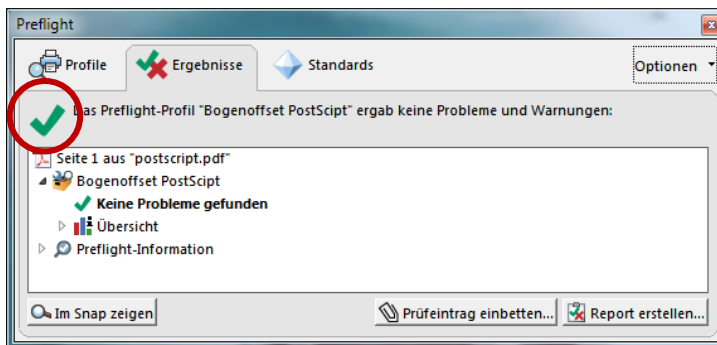 Preflight
Profile
Ergebnisse
Standards
Optionen
Das Preflight-Profil "Bogenoffset PostScipt" ergab keine Probleme und Warnungen:
Seite 1 aus "postscript.pdf"
Bogenoffset PostScipt
Keine Probleme gefunden
Übersicht
Preflight-Information
Im Snap zeigen
Prüfeintrag einbetten...
Report erstellen...